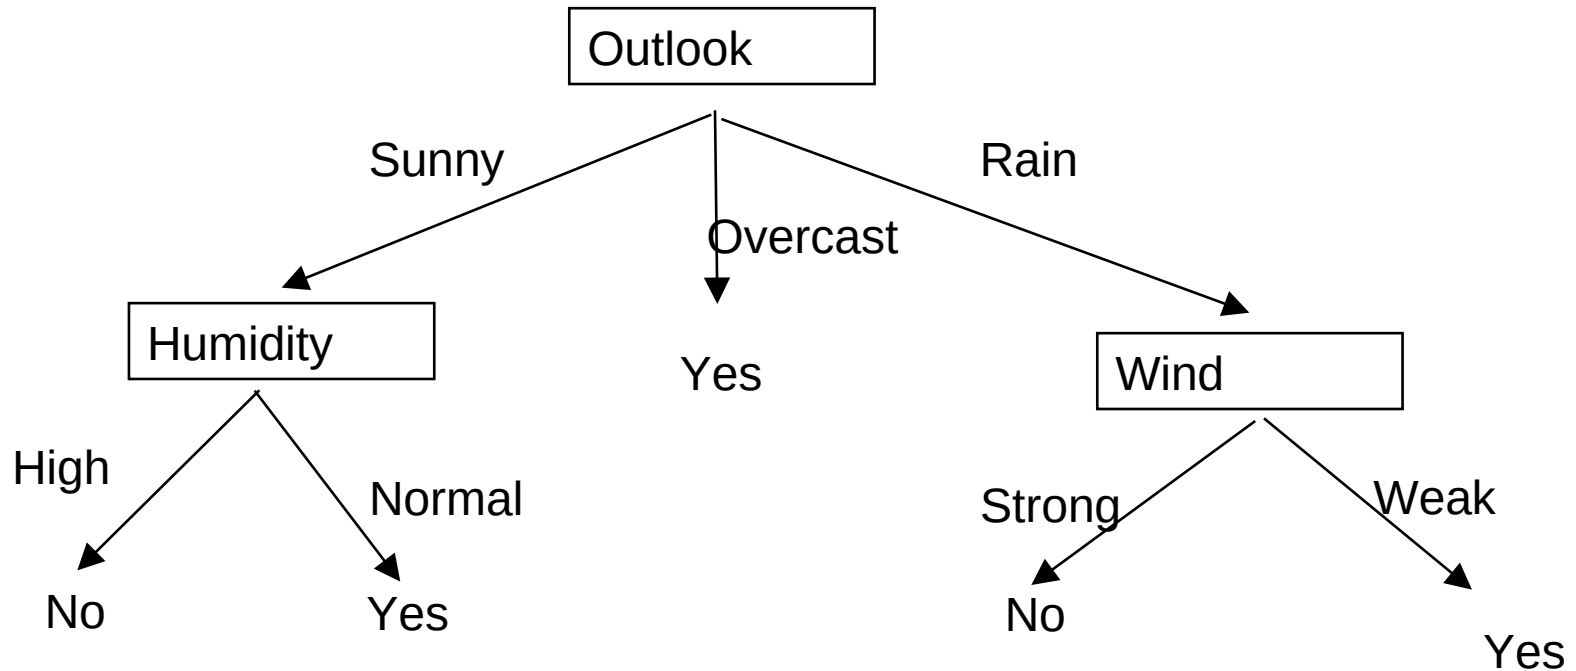 Outlook
Sunny
Rain
Overcast
Humidity
Yes
Wind
High
Normal
Strong
Weak
No
Yes
No
Yes